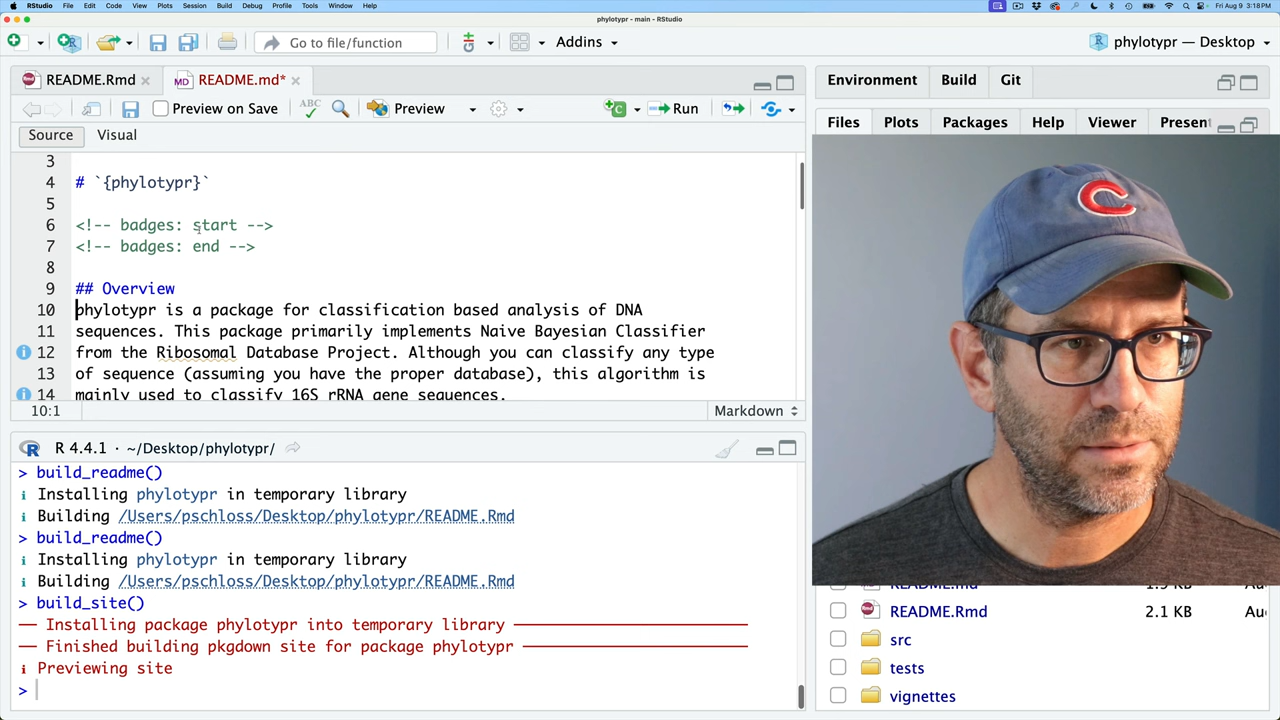 RStudio File Edit Code View Plots Session Build Debug Profile Tools Window Help
Fri Aug 9 3:18 PM
phylotypr - main - RStudio
Go to file/function
Addins
phylotypr — Desktop
README.Rmd
README.md*
Environment Build Git
Preview on Save
ABC
Preview
Run
Files Plots Packages Help Viewer Present
Source Visual
3
4 # `{phylotypr}`
5
6 <!-- badges: start -->
7 <!-- badges: end -->
8
9 ## Overview
10 phylotypr is a package for classification based analysis of DNA
11 sequences. This package primarily implements Naive Bayesian Classifier
12 from the Ribosomal Database Project. Although you can classify any type
13 of sequence (assuming you have the proper database), this algorithm is
14 mainly used to classify 16S rRNA gene sequences.
10:1
Markdown
C
R 4.4.1 · ~/Desktop/phylotypr/
> build_readme()
i Installing phylotypr in temporary library
i Building /Users/pschloss/Desktop/phylotypr/README.Rmd
> build_readme()
i Installing phylotypr in temporary library
i Building /Users/pschloss/Desktop/phylotypr/README.Rmd
> build_site()
── Installing package phylotypr into temporary library ──
── Finished building pkgdown site for package phylotypr ──
i Previewing site
>
README.md 1.9 KB Au
README.Rmd 2.1 KB Au
src
tests
vignettes